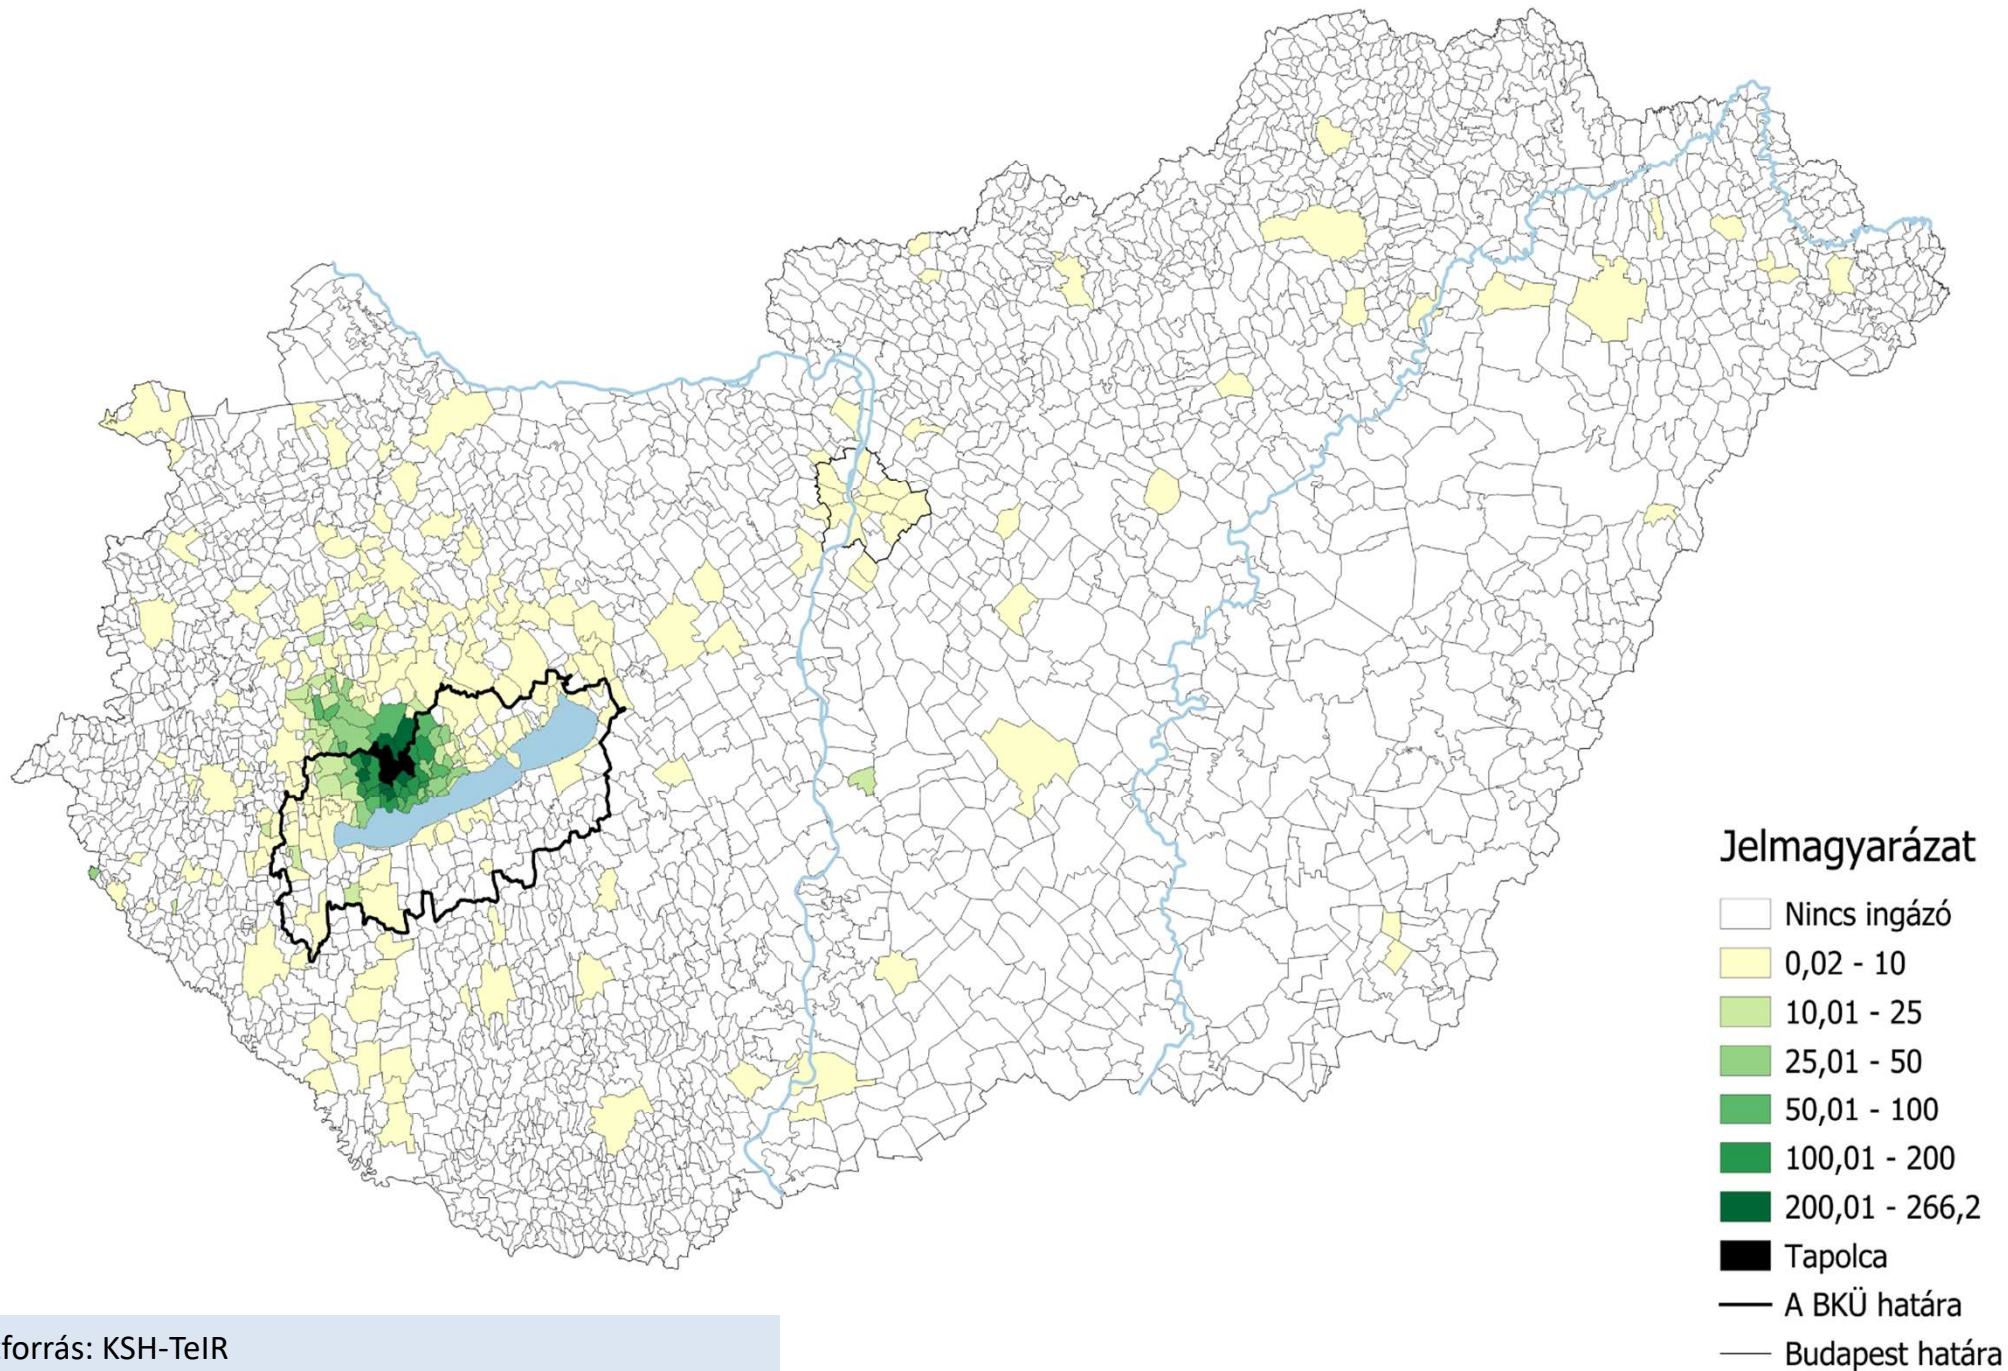 Jelmagyarázat
Nincs ingázó
0,02 - 10
10,01 - 25
25,01 - 50
50,01 - 100
100,01 - 200
200,01 - 266,2
Tapolca
A BKÜ határa
Budapest határa
forrás: KSH-TeIR